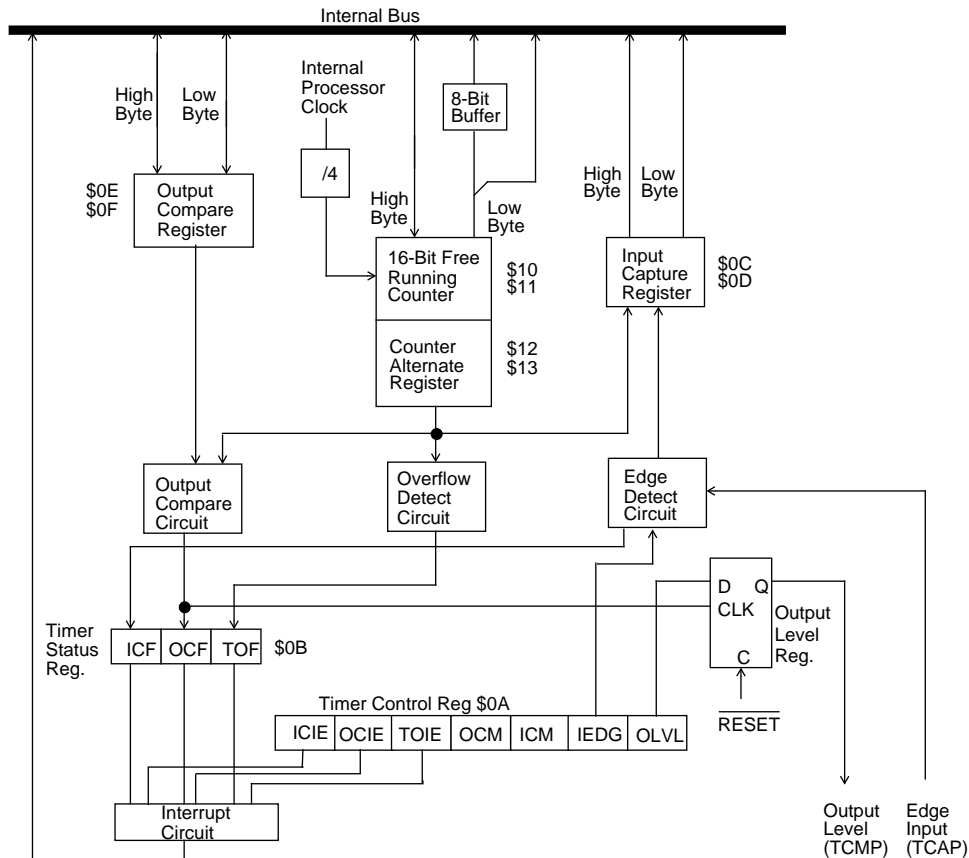 Internal Bus
Internal
Processor
Clock
High
Byte
Low
Byte
8-Bit
Buffer
/4
High
Byte
Low
Byte
High
Byte
Low
Byte
$0E
$0F
Output
Compare
Register
16-Bit Free
Running
Counter
$10
$11
Input
Capture
Register
$0C
$0D
Counter
Alternate
Register
$12
$13
Output
Compare
Circuit
Overflow
Detect
Circuit
Edge
Detect
Circuit
D Q
CLK
C
Output
Level
Reg.
RESET
Timer
Status
Reg.
ICF OCF TOF $0B
Timer Control Reg $0A
ICIE OCIE TOIE OCM ICM IEDG OLVL
Interrupt
Circuit
Output
Level
(TCMP)
Edge
Input
(TCAP)